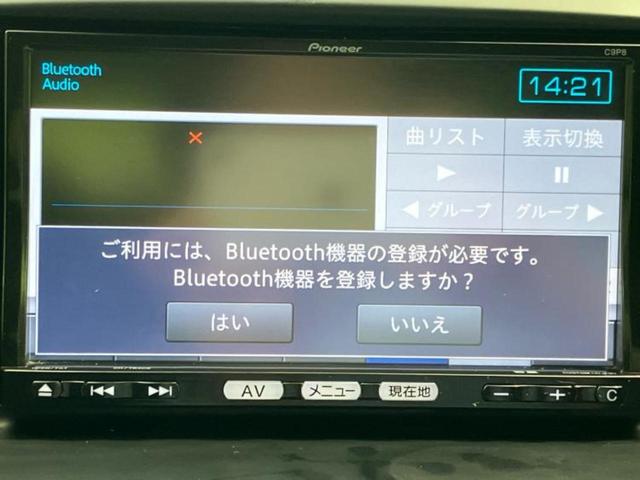 Pioneer
C9P8
Bluetooth
Audio
14:21
曲リスト
表示切換
グループ
グループ
ご利用には、Bluetooth機器の登録が必要です。
Bluetooth機器を登録しますか？
はい
いいえ
AV
メニュー
現在地
C